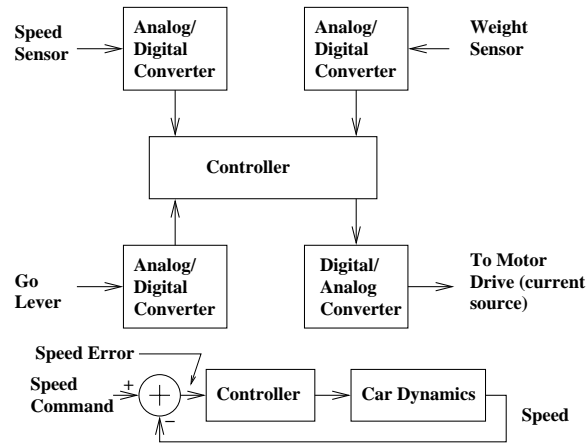 Speed
Sensor
Analog/
Digital
Converter
Analog/
Digital
Converter
Weight
Sensor
Controller
Go
Lever
Analog/
Digital
Converter
Digital/
Analog
Converter
To Motor
Drive (current
source)
Speed Error
Speed
Command
+
+
−
Controller
Car Dynamics
Speed